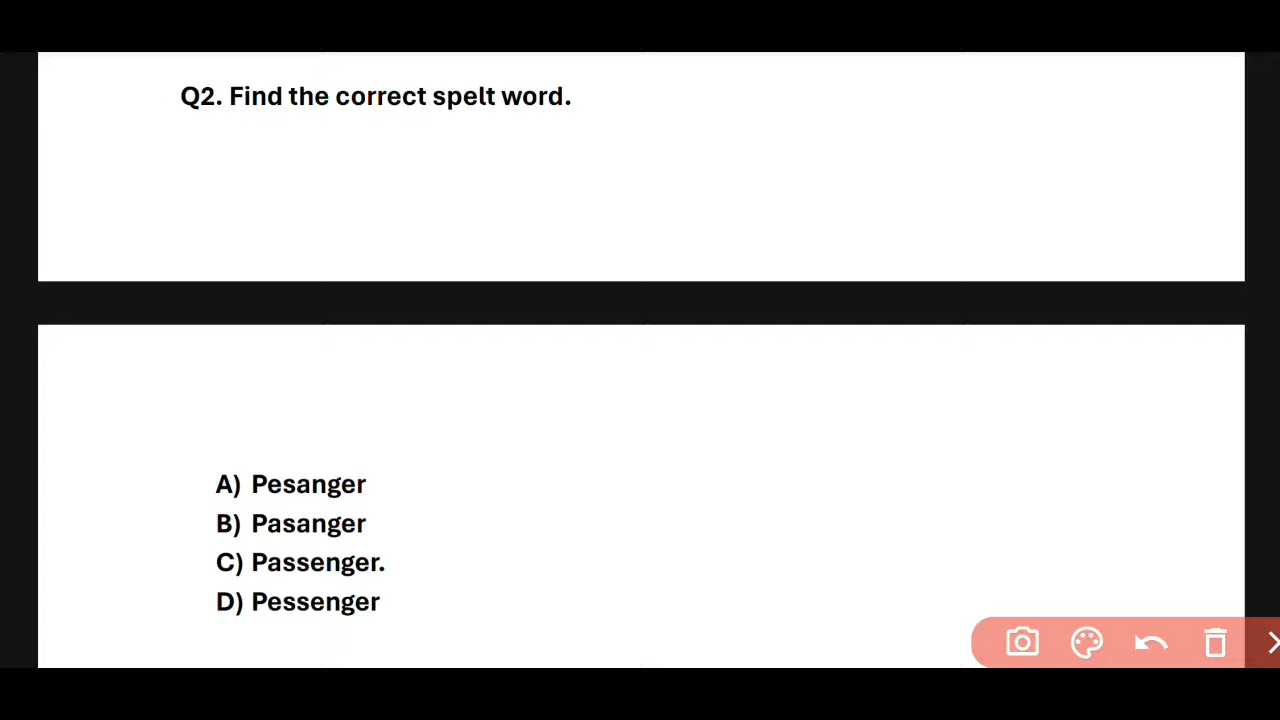 Q2. Find the correct spelt word.
A) Pesanger
B) Pasanger
C) Passenger.
D) Pessenger